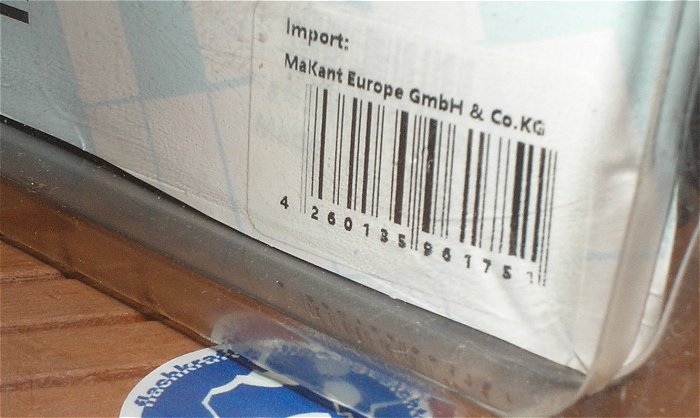 Import:
MaKant Europe GmbH & Co.KG
4 260135 961751